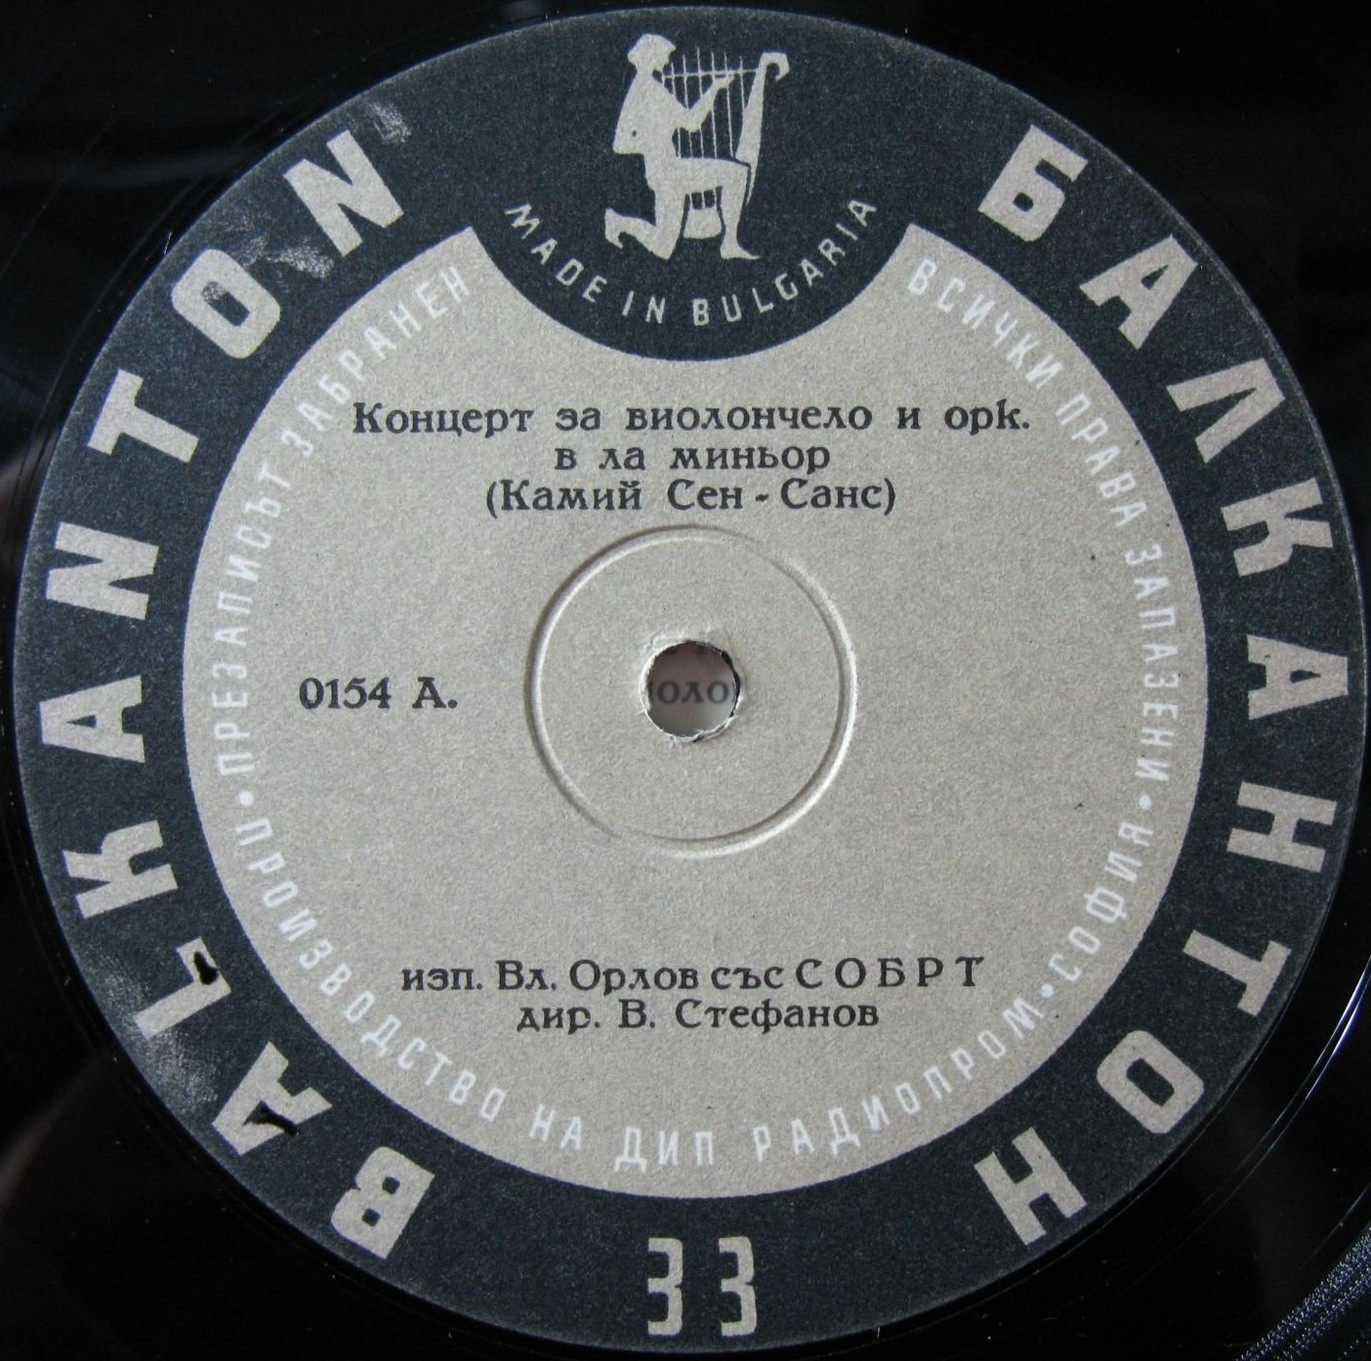 BALKANTON
БАЛКАНТОН
MADE IN BULGARIA
ВСИЧКИ ПРАВА ЗАПАЗЕНИ • СОФИЯ
ПРЕЗАПИСЪТ ЗАБРАНЕН
Концерт за виолончело и орк.
в ла миньор
(Камий Сен - Санс)
0154 А.
оло
изп. Вл. Орлов със С О Б Р Т
дир. В. Стефанов
• ПРОИЗВОДСТВО НА ДИП РАДИОПРОМ •
33